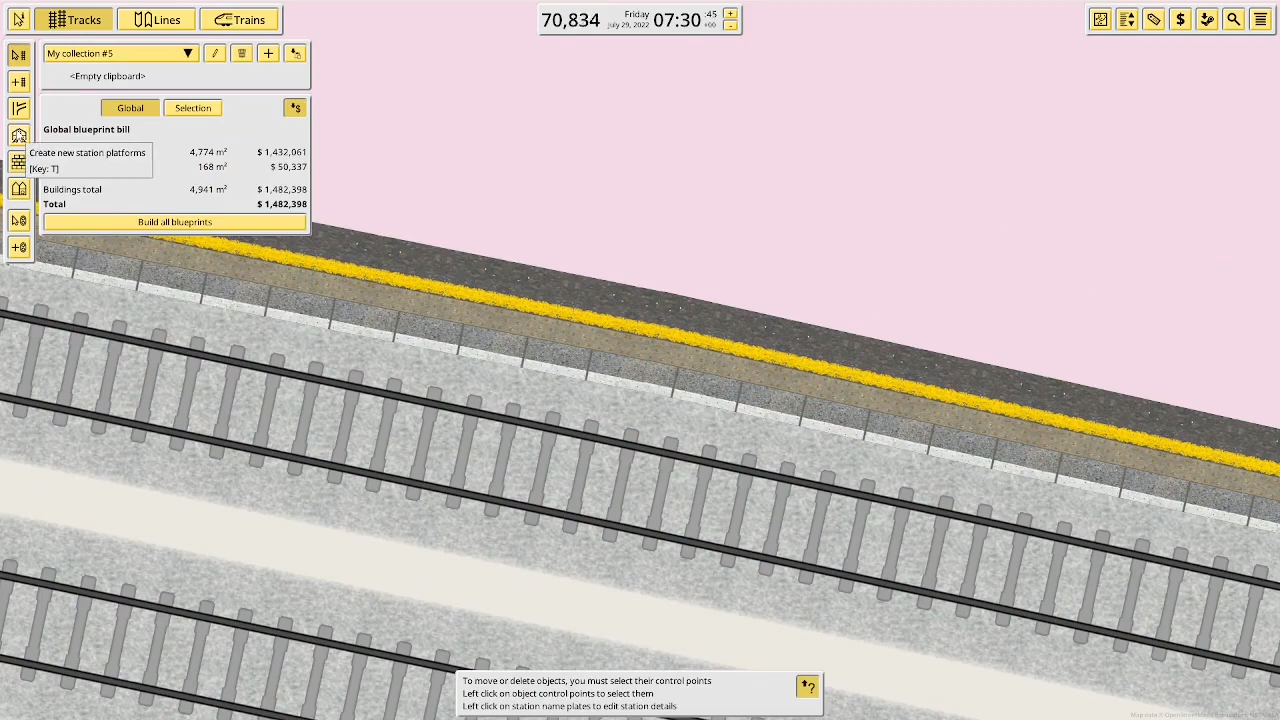 Tracks
Lines
Trains
70,834
Friday
July 29, 2022
07:30 :45
+00
+
-
$
My collection #5
<Empty clipboard>
Global
Selection
$
Global blueprint bill
Create new station platforms
[Key: T]
4,774 m² $ 1,432,061
168 m² $ 50,337
Buildings total 4,941 m² $ 1,482,398
Total $ 1,482,398
Build all blueprints
To move or delete objects, you must select their control points
Left click on object control points to select them
Left click on station name plates to edit station details
?